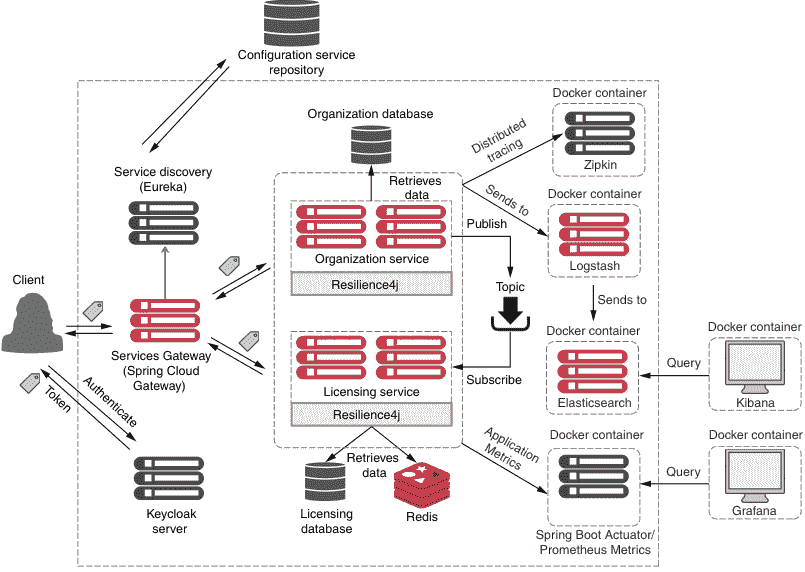 Configuration service
repository
Organization database
Docker container
Zipkin
Distributed
tracing
Service discovery
(Eureka)
Retrieves
data
Docker container
Logstash
Sends to
Publish
Organization service
Resilience4j
Topic
Sends to
Client
Services Gateway
(Spring Cloud
Gateway)
Licensing service
Resilience4j
Subscribe
Docker container
Elasticsearch
Query
Docker container
Kibana
Authenticate
Token
Keycloak
server
Retrieves
data
Licensing
database
Redis
Application
Metrics
Docker container
Spring Boot Actuator/
Prometheus Metrics
Query
Docker container
Grafana